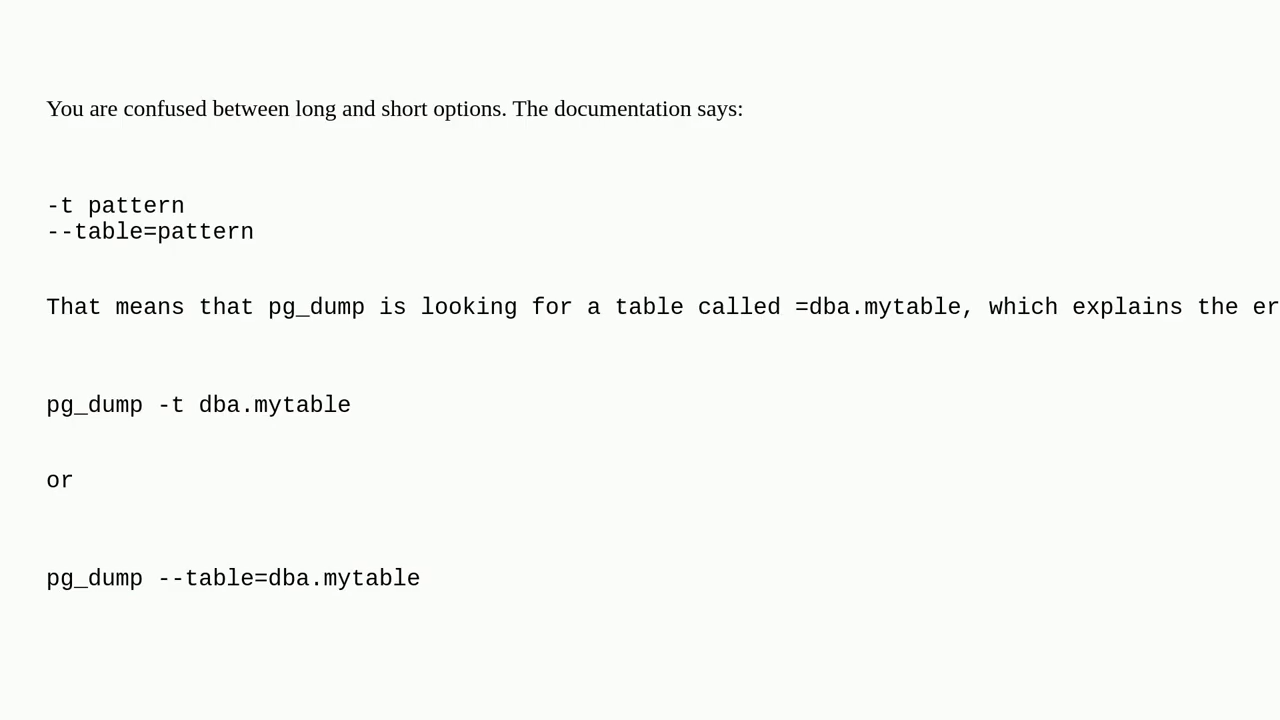 You are confused between long and short options. The documentation says:
-t pattern
--table=pattern
That means that pg_dump is looking for a table called =dba.mytable, which explains the
pg_dump -t dba.mytable
or
pg_dump --table=dba.mytable